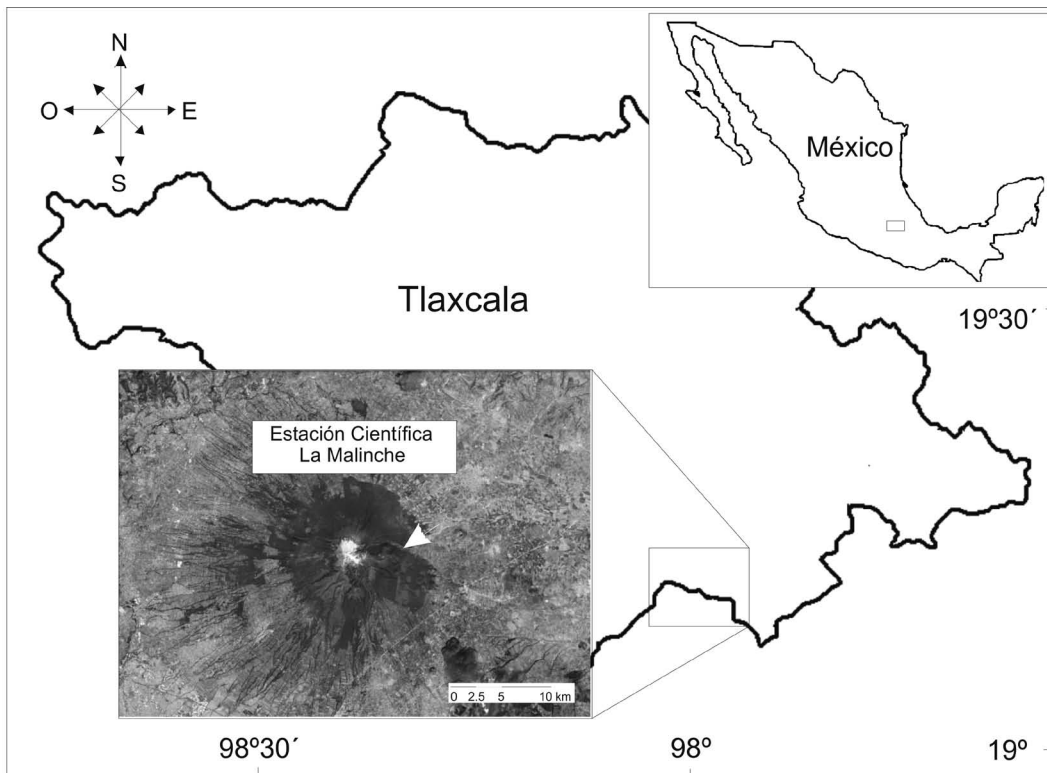 N
O E
S
México
Tlaxcala
19º30´
Estación Científica
La Malinche
0 2.5 5 10 km
98º30´ 98º 19º